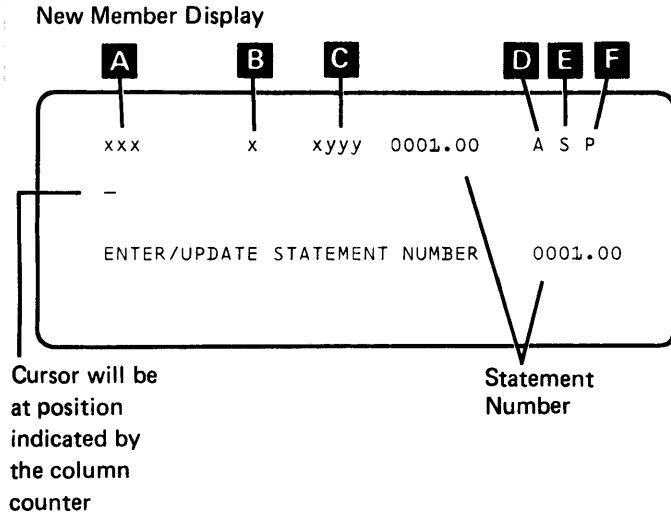 New Member Display
A B C D E F
xxx x xyyy 0001.00 A S P
–
ENTER/UPDATE STATEMENT NUMBER 0001.00
Cursor will be
at position
indicated by
the column
counter
Statement
Number